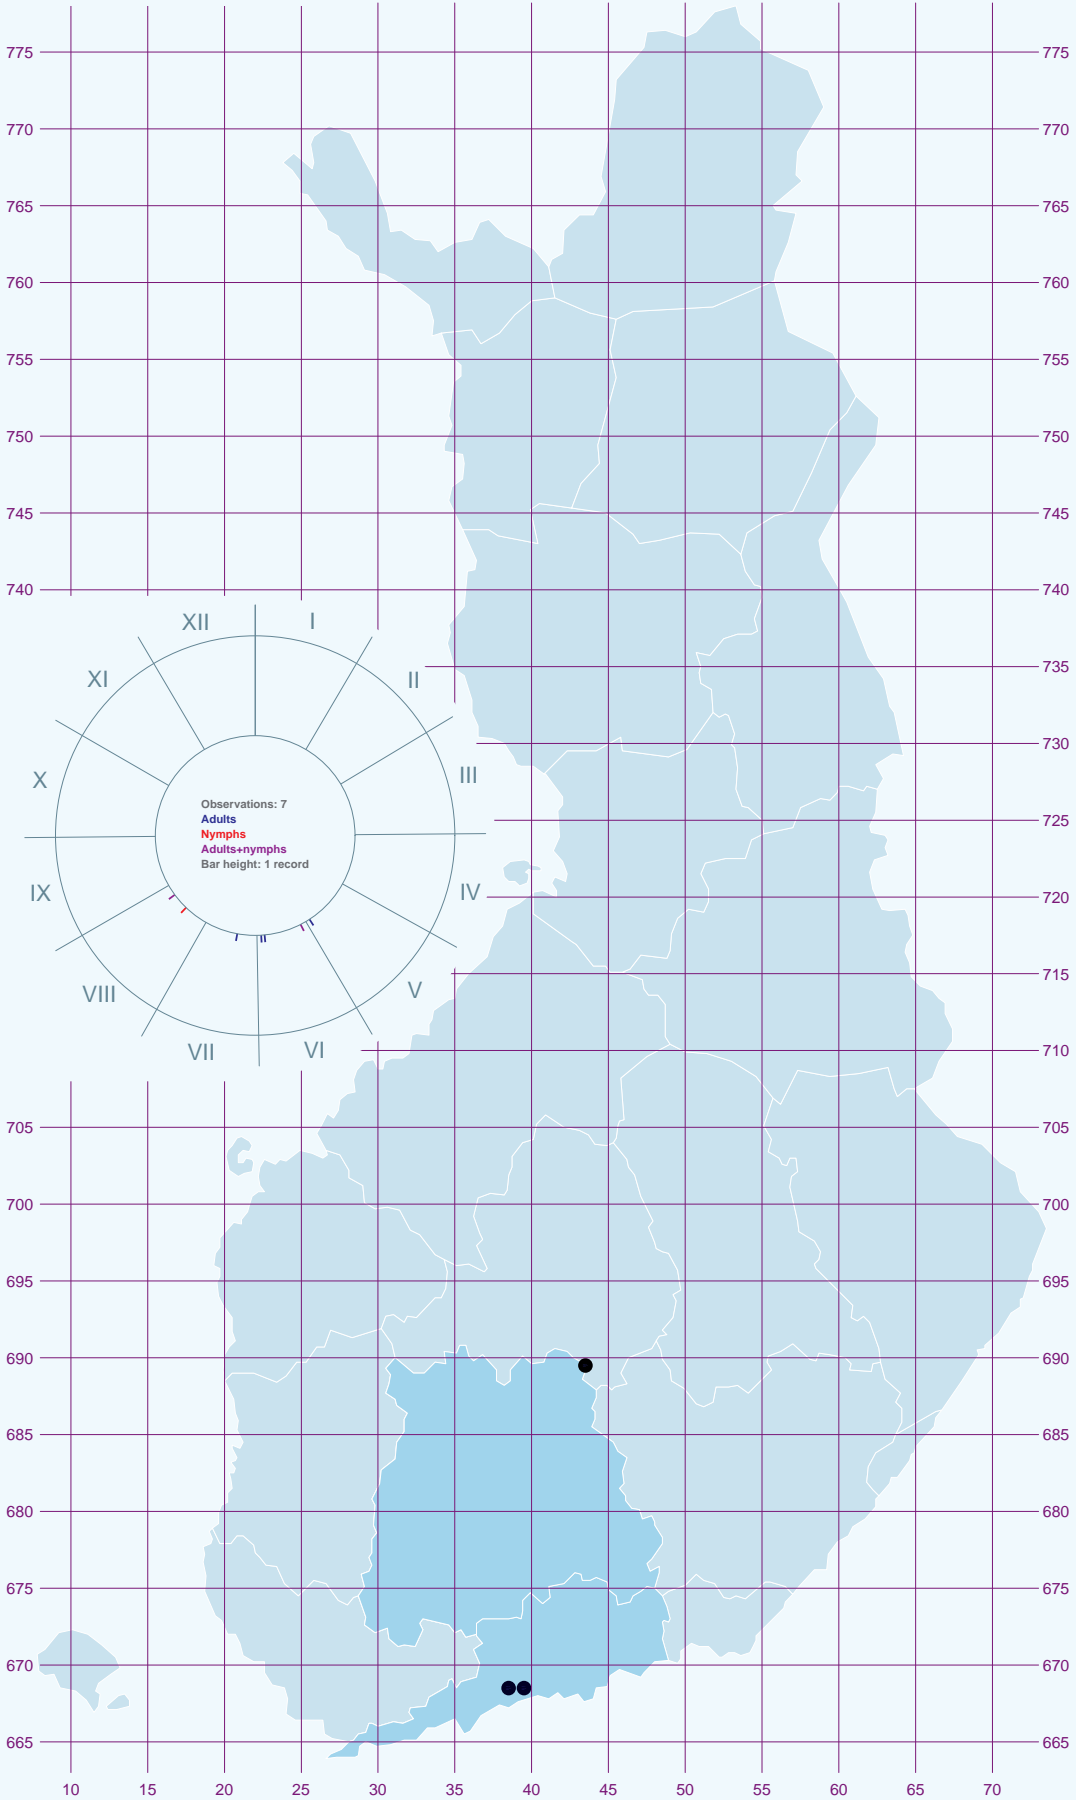 775 775
770 770
765 765
760 760
755 755
750 750
745 745
740 740
XII I
735
XI II
730
X III
Observations: 7
Adults
725
Nymphs
Adults+nymphs
Bar height: 1 record
IX IV
720
715
VIII V
VII VI
710
705 705
700 700
695 695
690 690
685 685
680 680
675 675
670 670
665 665
10 15 20 25 30 35 40 45 50 55 60 65 70